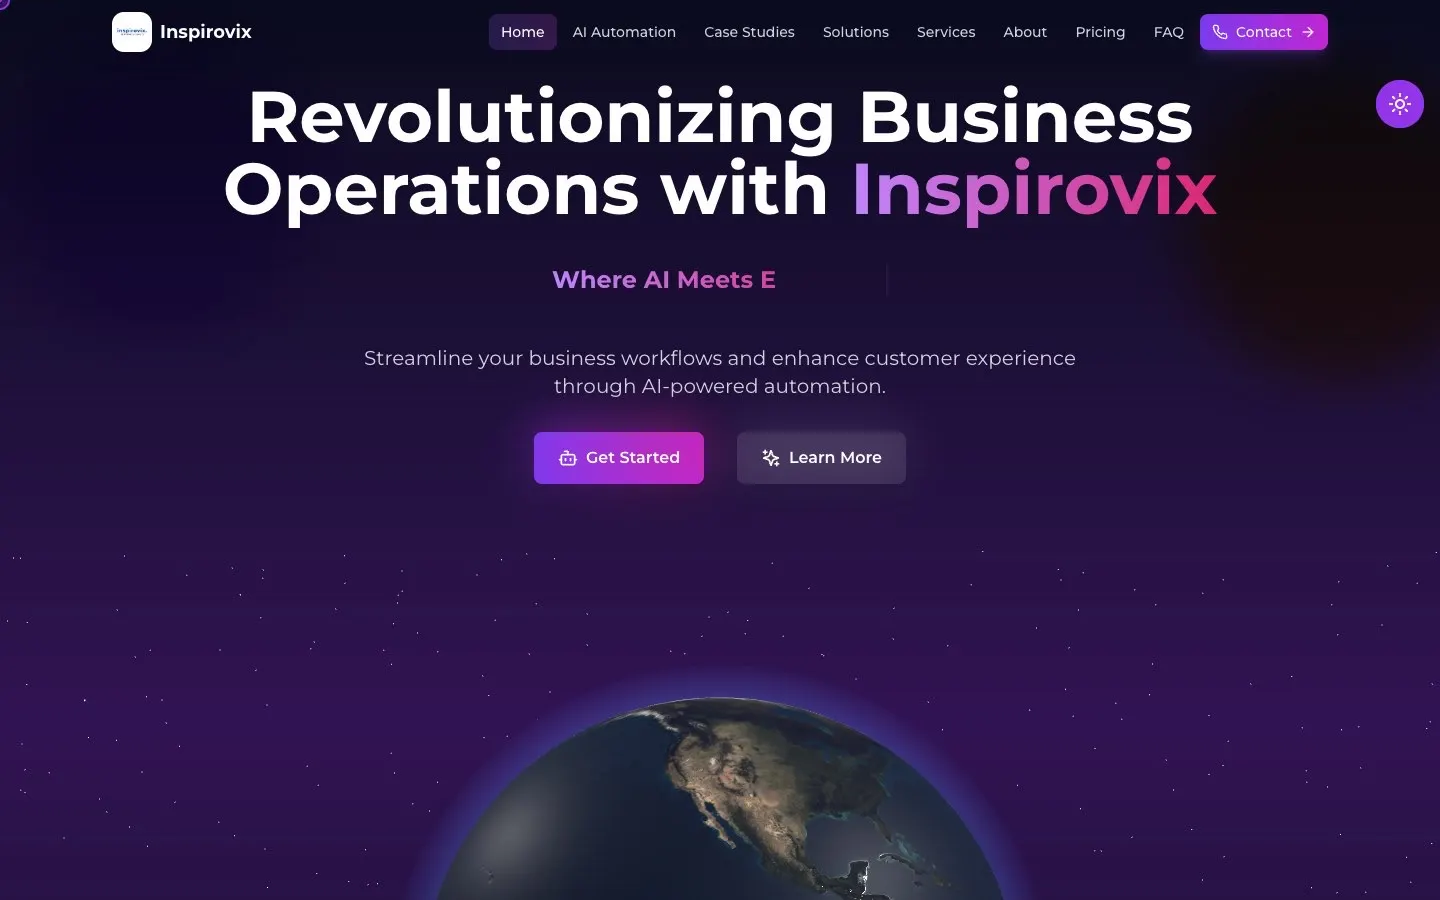 Inspirovix
Home
AI Automation
Case Studies
Solutions
Services
About
Pricing
FAQ
Contact
Revolutionizing Business
Operations with Inspirovix
Where AI Meets E
Streamline your business workflows and enhance customer experience
through AI-powered automation.
Get Started
Learn More